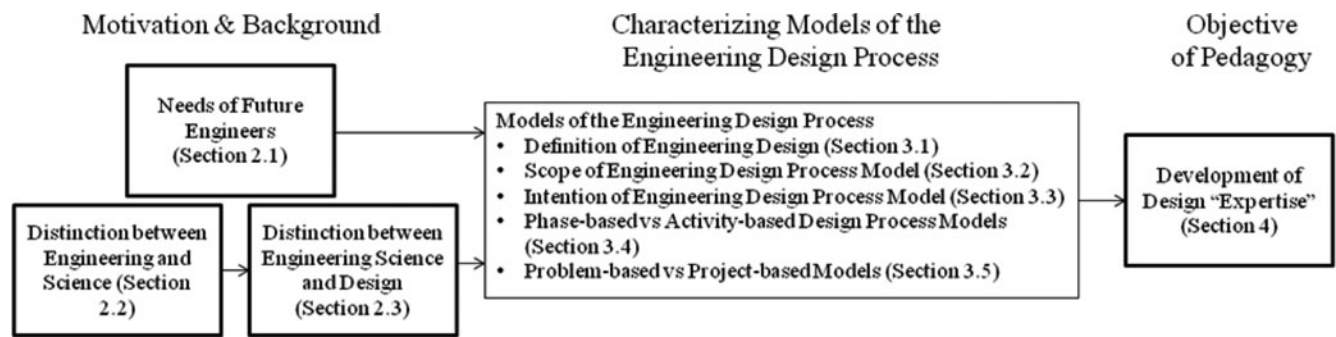 Motivation & Background
Characterizing Models of the
Engineering Design Process
Objective
of Pedagogy
Needs of Future
Engineers
(Section 2.1)
Distinction between
Engineering and
Science (Section
2.2)
Distinction between
Engineering Science
and Design
(Section 2.3)
Models of the Engineering Design Process
• Definition of Engineering Design (Section 3.1)
• Scope of Engineering Design Process Model (Section 3.2)
• Intention of Engineering Design Process Model (Section 3.3)
• Phase-based vs Activity-based Design Process Models
(Section 3.4)
• Problem-based vs Project-based Models (Section 3.5)
Development of
Design “Expertise”
(Section 4)